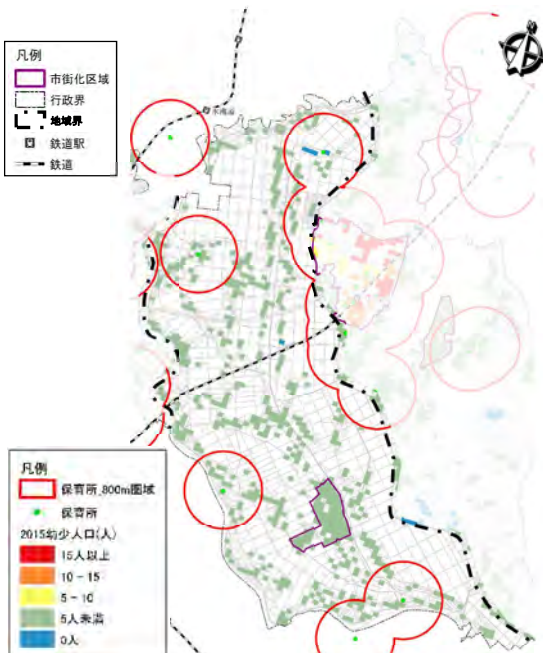 凡例
市街化区域
行政界
地域界
鉄道駅
鉄道
凡例
保育所_800m圏域
保育所
2015幼少人口(人)
15人以上
10 - 15
5 - 10
5人未満
0人